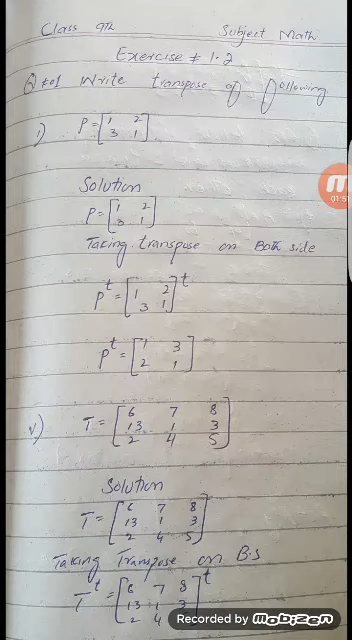 Class 9th Subject Math
Exercise # 1.2
Q #01 Write transpose of following
i) P = [1 2
3 1]
Solution
P = [1 2
3 1]
Taking transpose on Both side
P^t = [1 2
3 1]^t
P^t = [1 3
2 1]
v) T = [6 7 8
13 1 3
2 4 5]
Solution
T = [6 7 8
13 1 3
2 4 5]
Taking Transpose on B.S
T^t = [6 7 8
13 1 3
2 4
]^t
01:5
Recorded by mobizen